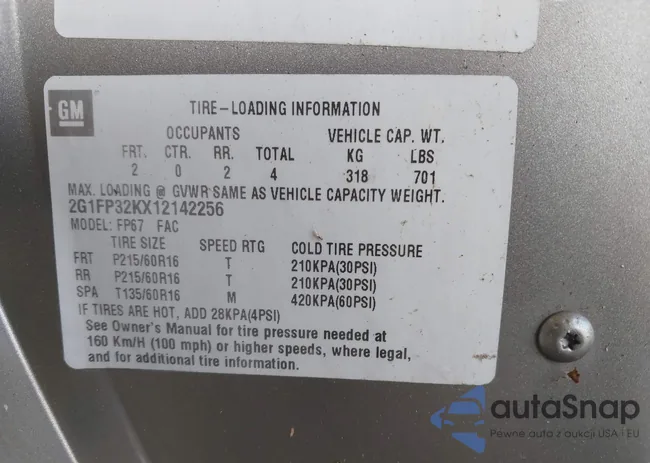 GM
TIRE-LOADING INFORMATION
OCCUPANTS VEHICLE CAP. WT.
FRT. CTR. RR. TOTAL KG LBS
2 0 2 4 318 701
MAX. LOADING @ GVWR SAME AS VEHICLE CAPACITY WEIGHT.
2G1FP32KX12142256
MODEL: FP67 FAC
TIRE SIZE SPEED RTG COLD TIRE PRESSURE
FRT P215/60R16 T 210KPA(30PSI)
RR P215/60R16 T 210KPA(30PSI)
SPA T135/60R16 M 420KPA(60PSI)
IF TIRES ARE HOT, ADD 28KPA(4PSI)
See Owner's Manual for tire pressure needed at
160 Km/H (100 mph) or higher speeds, where legal,
and for additional tire information.
autaSnap
Pewne auta z aukcji USA i EU